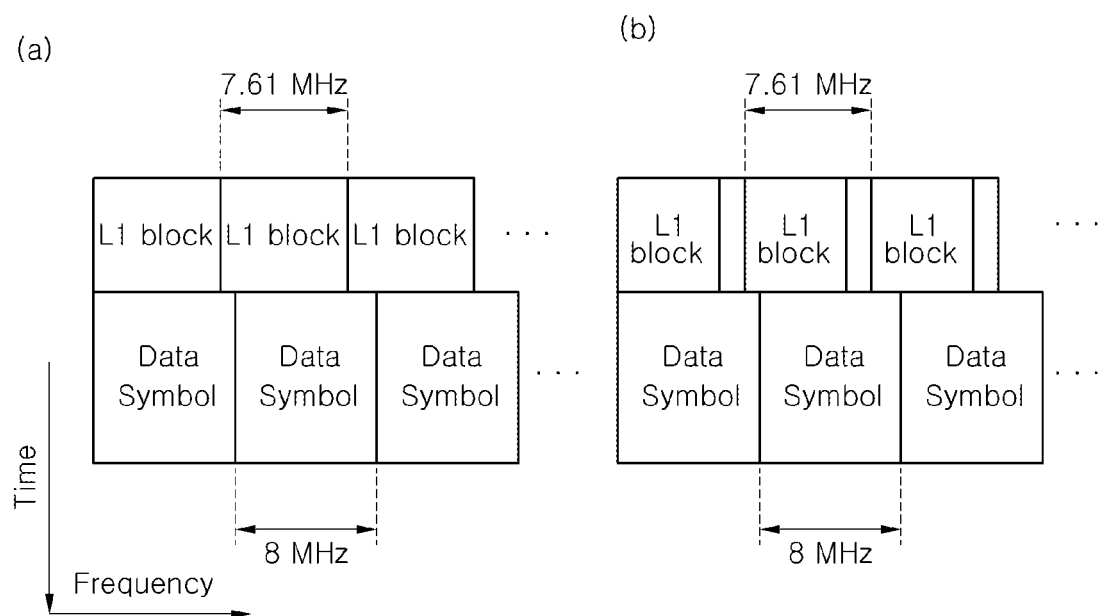 (a)
7.61 MHz
L1 block L1 block L1 block . . .
Data Symbol Data Symbol Data Symbol . . .
8 MHz
Time
Frequency
(b)
7.61 MHz
L1 block L1 block L1 block . . .
Data Symbol Data Symbol Data Symbol . . .
8 MHz